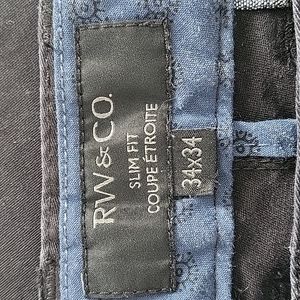 RW&CO.
SLIM FIT
COUPE ÉTROITE
34X34